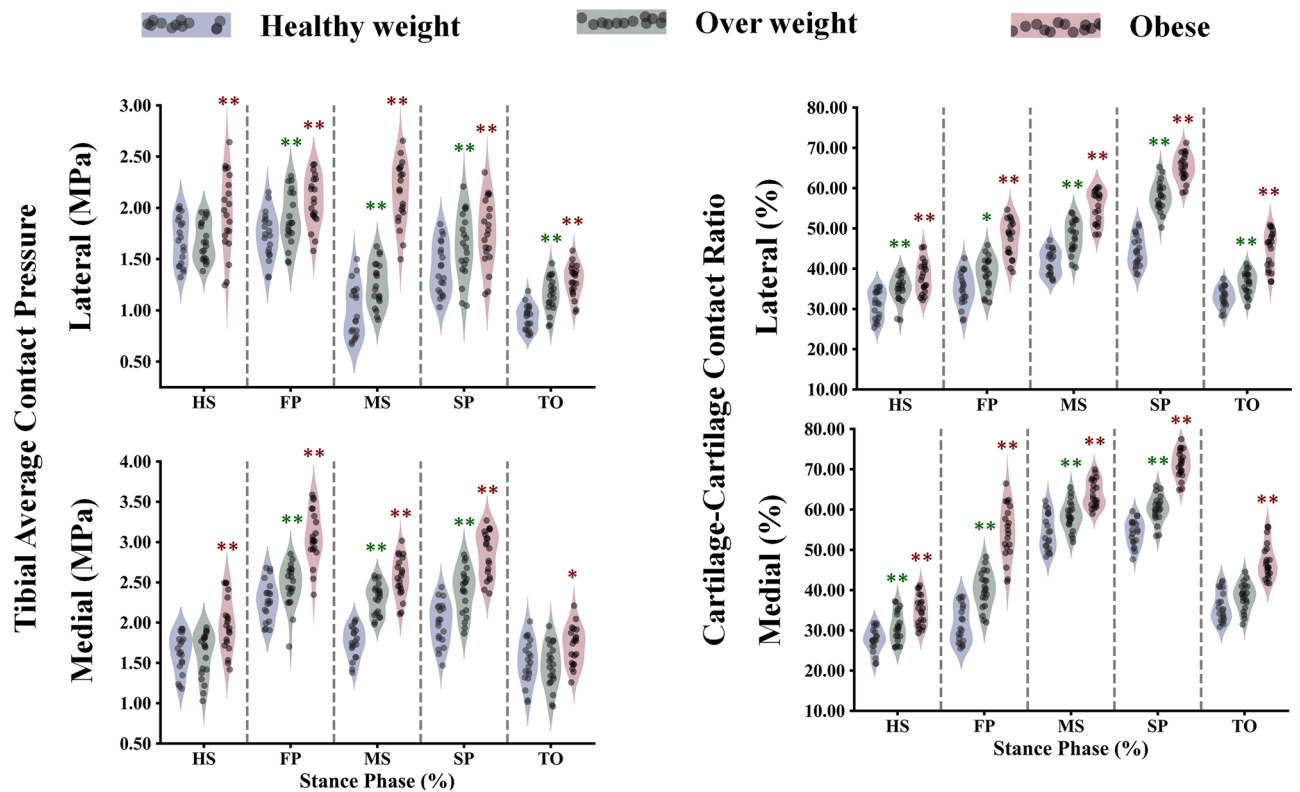 Healthy weight
Over weight
Obese
Tibial Average Contact Pressure
Lateral (MPa)
3.00
2.50
2.00
1.50
1.00
0.50
** ** ** ** ** ** ** ** **
HS FP MS SP TO
Medial (MPa)
4.00
3.50
3.00
2.50
2.00
1.50
1.00
0.50
** ** ** ** ** ** ** *
HS FP MS SP TO
Stance Phase (%)
Cartilage-Cartilage Contact Ratio
Lateral (%)
80.00
70.00
60.00
50.00
40.00
30.00
20.00
10.00
** ** * ** ** ** ** ** ** **
HS FP MS SP TO
Medial (%)
80.00
70.00
60.00
50.00
40.00
30.00
20.00
10.00
** ** ** ** ** ** ** ** **
HS FP MS SP TO
Stance Phase (%)